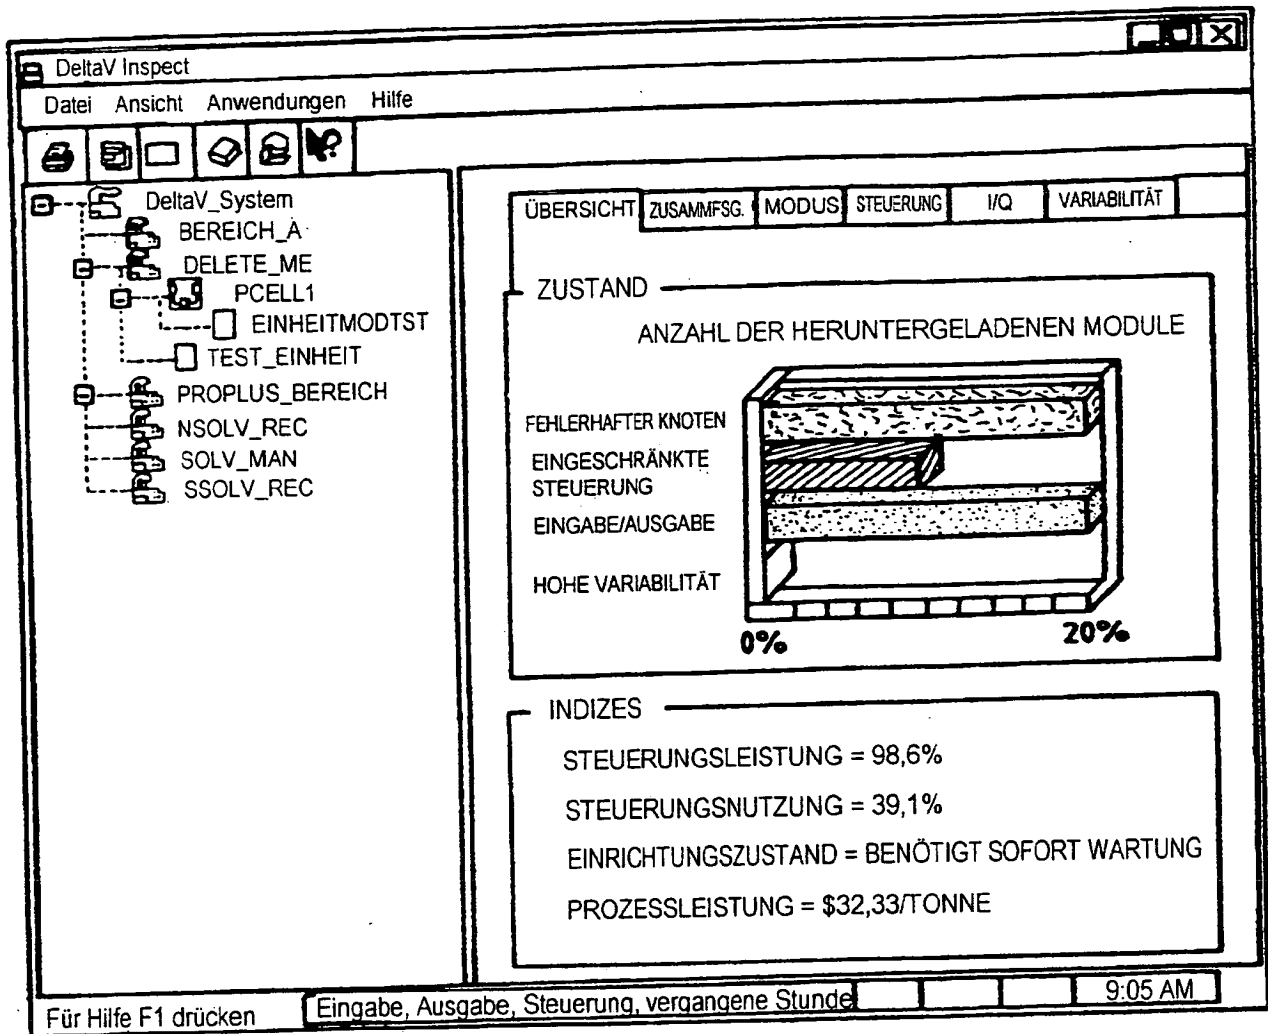 DeltaV Inspect
Datei Ansicht Anwendungen Hilfe
DeltaV_System
BEREICH_A
DELETE_ME
PCELL1
EINHEITMODTST
TEST_EINHEIT
PROPLUS_BEREICH
NSOLV_REC
SOLV_MAN
SSOLV_REC
ÜBERSICHT ZUSAMMFSG. MODUS STEUERUNG I/Q VARIABILITÄT
ZUSTAND
ANZAHL DER HERUNTERGELADENEN MODULE
FEHLERHAFTER KNOTEN
EINGESCHRÄNKTE
STEUERUNG
EINGABE/AUSGABE
HOHE VARIABILITÄT
0% 20%
INDIZES
STEUERUNGSLEISTUNG = 98,6%
STEUERUNGSNUTZUNG = 39,1%
EINRICHTUNGSZUSTAND = BENÖTIGT SOFORT WARTUNG
PROZESSLEISTUNG = $32,33/TONNE
Für Hilfe F1 drücken Eingabe, Ausgabe, Steuerung, vergangene Stunde 9:05 AM